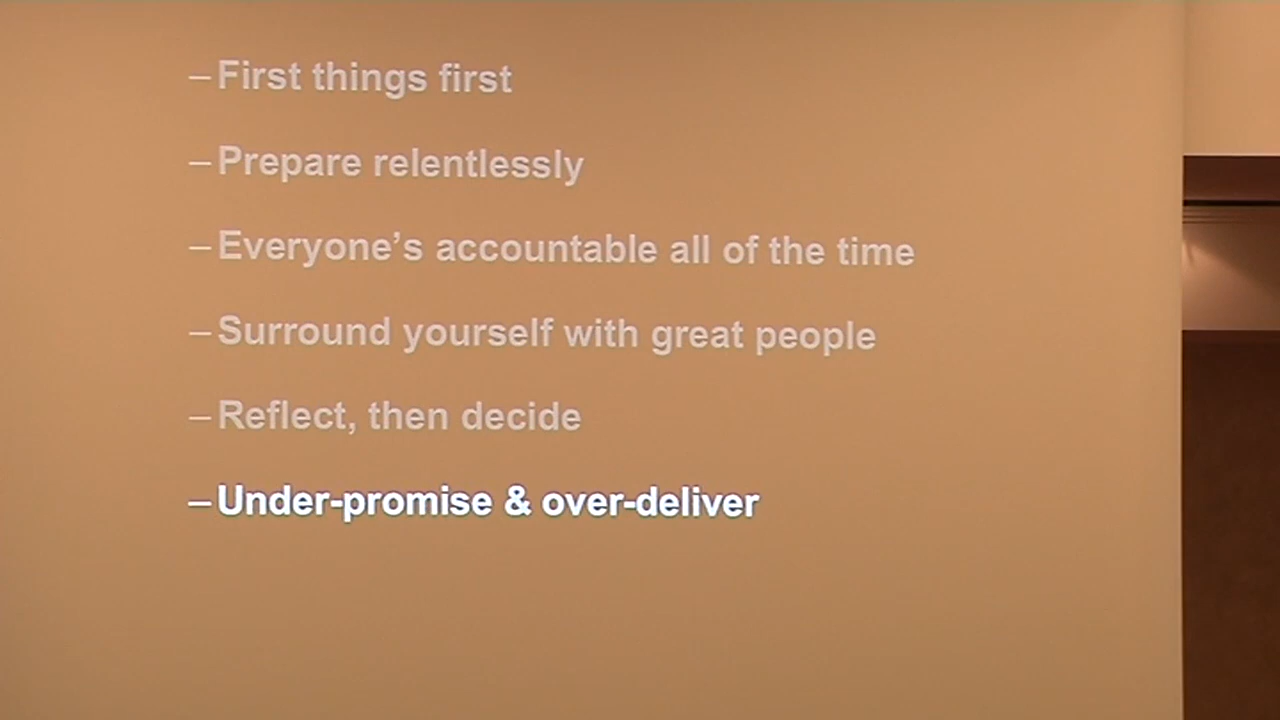 – First things first
– Prepare relentlessly
– Everyone’s accountable all of the time
– Surround yourself with great people
– Reflect, then decide
– Under-promise & over-deliver